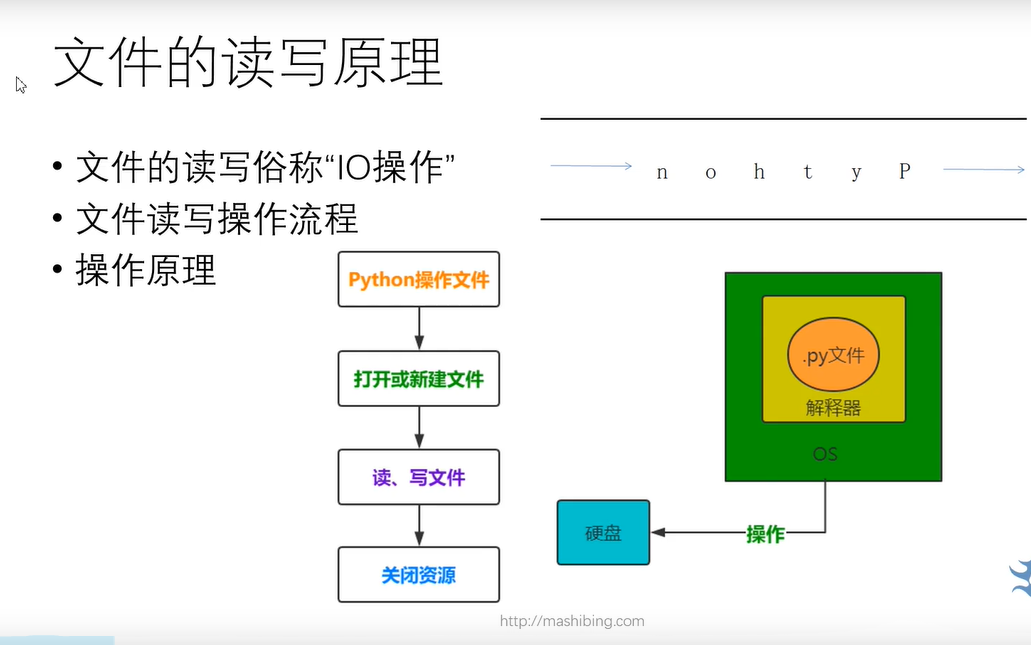 文件的读写原理
• 文件的读写俗称“IO操作”
• 文件读写操作流程
• 操作原理
n o h t y P
Python操作文件
打开或新建文件
读、写文件
关闭资源
.py文件
解释器
OS
硬盘
操作
http://mashibing.com